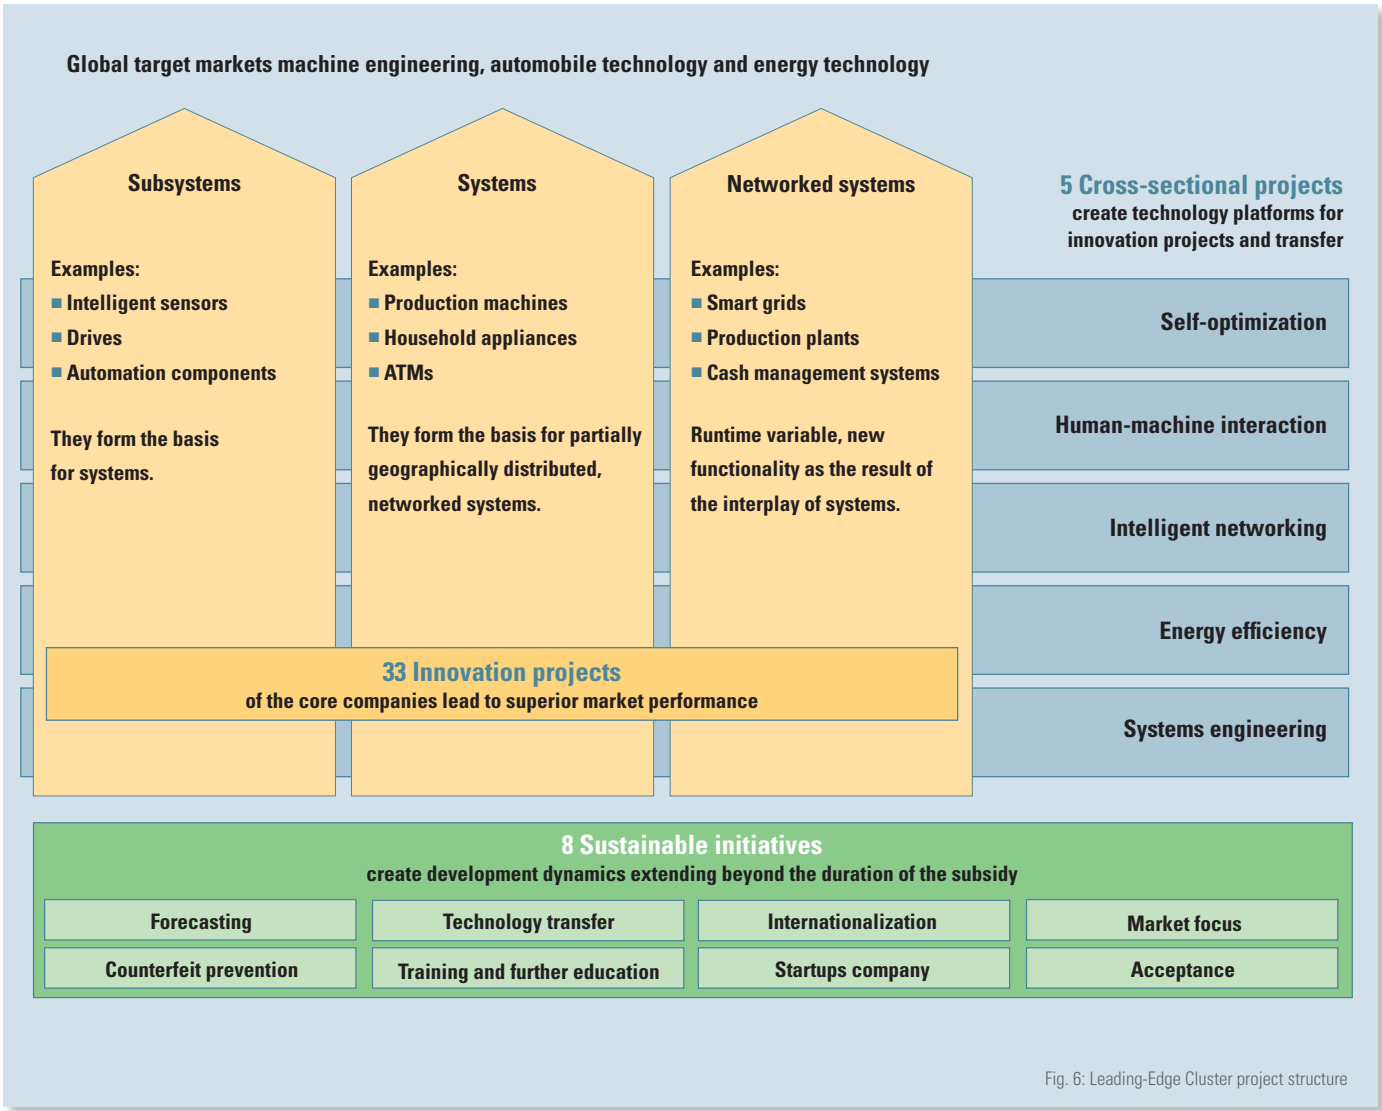 Global target markets machine engineering, automobile technology and energy technology
Subsystems
Examples:
Intelligent sensors
Drives
Automation components
They form the basis
for systems.
Systems
Examples:
Production machines
Household appliances
ATMs
They form the basis for partially
geographically distributed,
networked systems.
Networked systems
Examples:
Smart grids
Production plants
Cash management systems
Runtime variable, new
functionality as the result of
the interplay of systems.
5 Cross-sectional projects
create technology platforms for
innovation projects and transfer
Self-optimization
Human-machine interaction
Intelligent networking
Energy efficiency
Systems engineering
33 Innovation projects
of the core companies lead to superior market performance
8 Sustainable initiatives
create development dynamics extending beyond the duration of the subsidy
Forecasting
Technology transfer
Internationalization
Market focus
Counterfeit prevention
Training and further education
Startups company
Acceptance
Fig. 6: Leading-Edge Cluster project structure